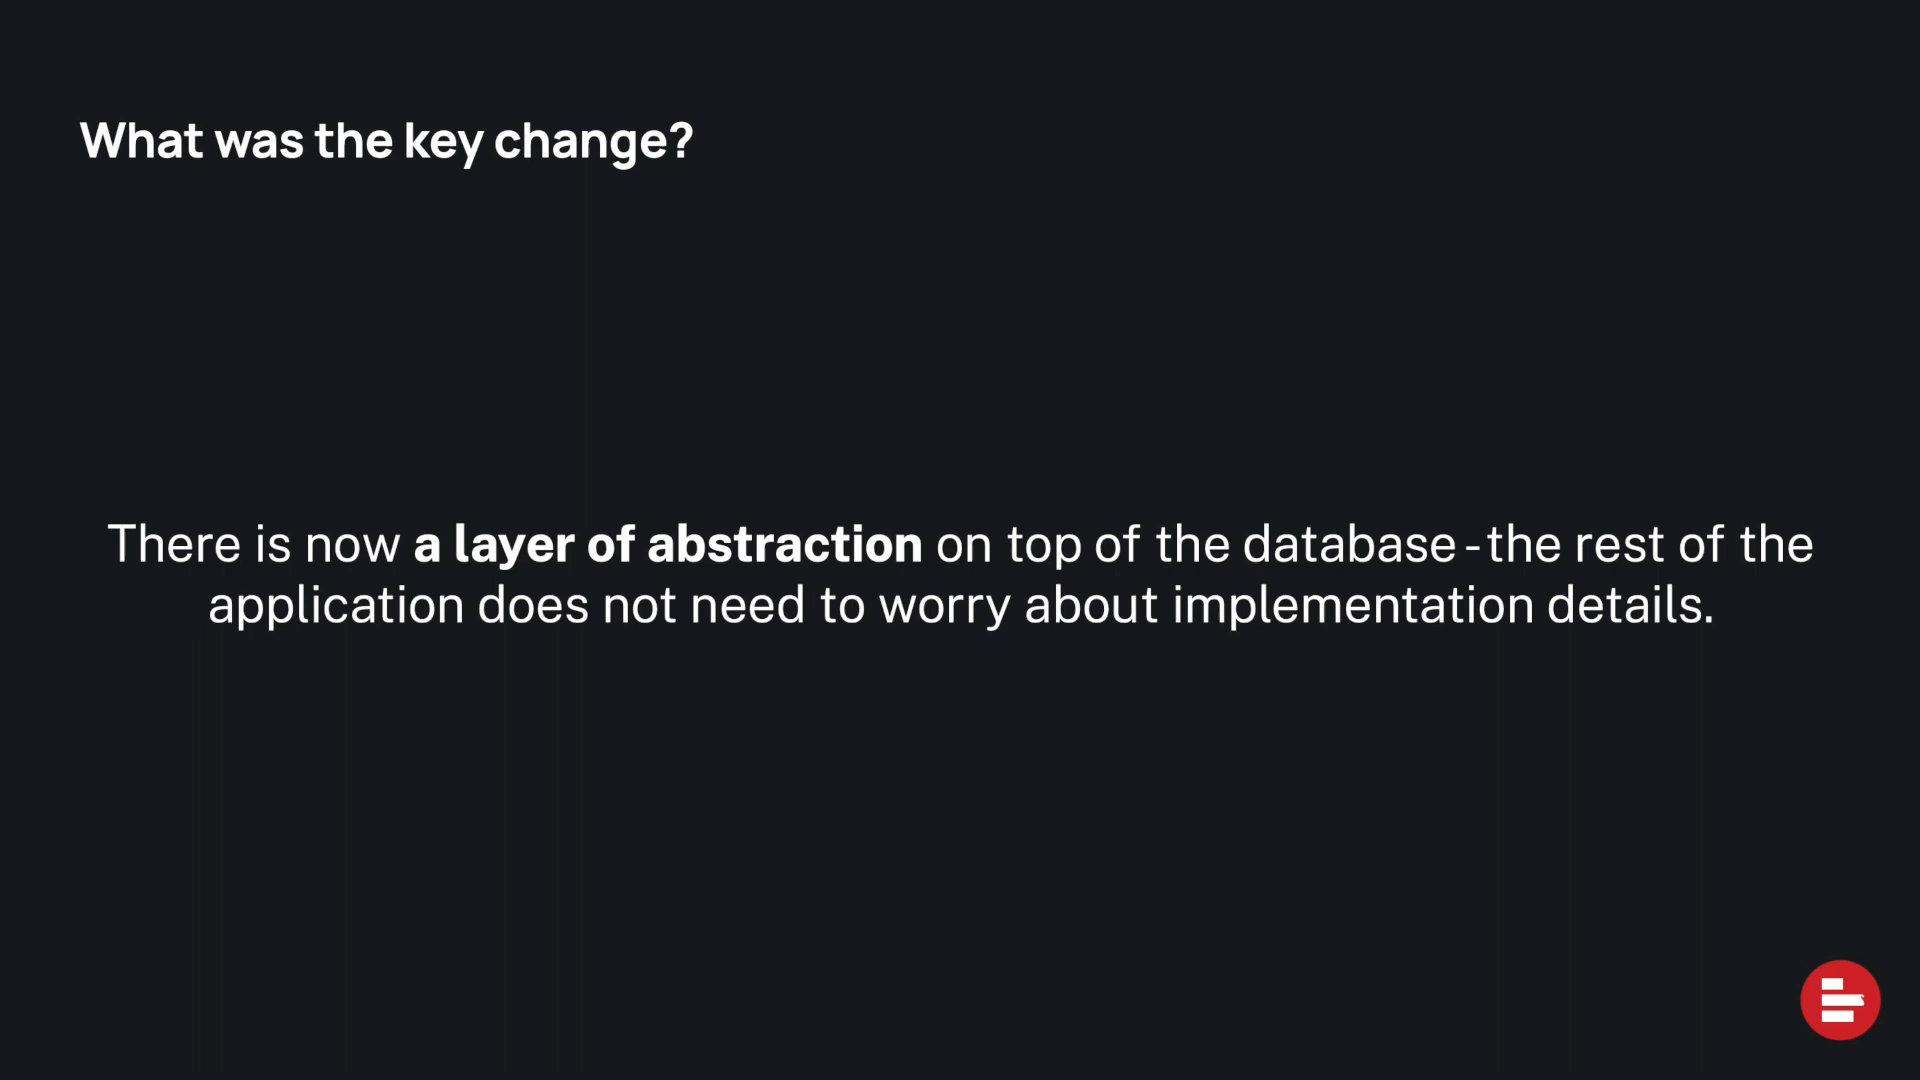 What was the key change?
There is now a layer of abstraction on top of the database - the rest of the
application does not need to worry about implementation details.